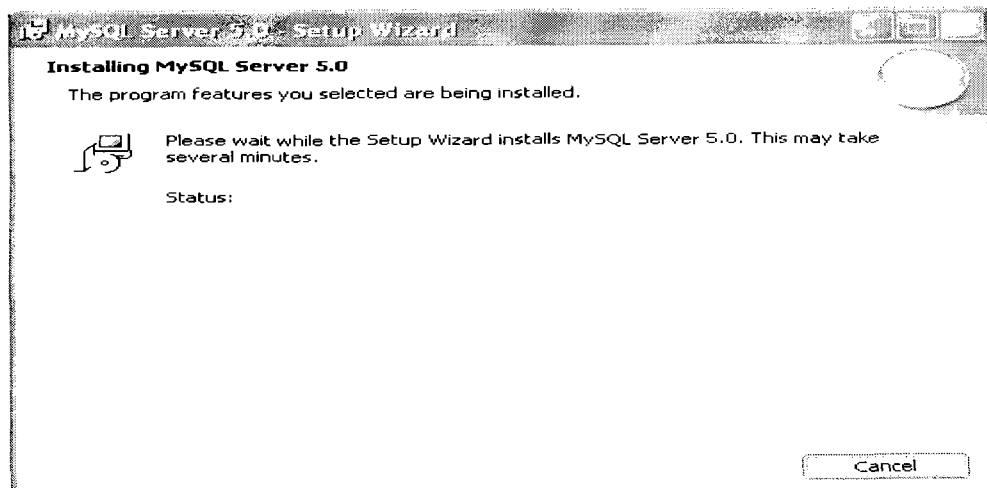 MySQL Server 5.0 - Setup Wizard
Installing MySQL Server 5.0
The program features you selected are being installed.
Please wait while the Setup Wizard installs MySQL Server 5.0. This may take
several minutes.
Status:
Cancel